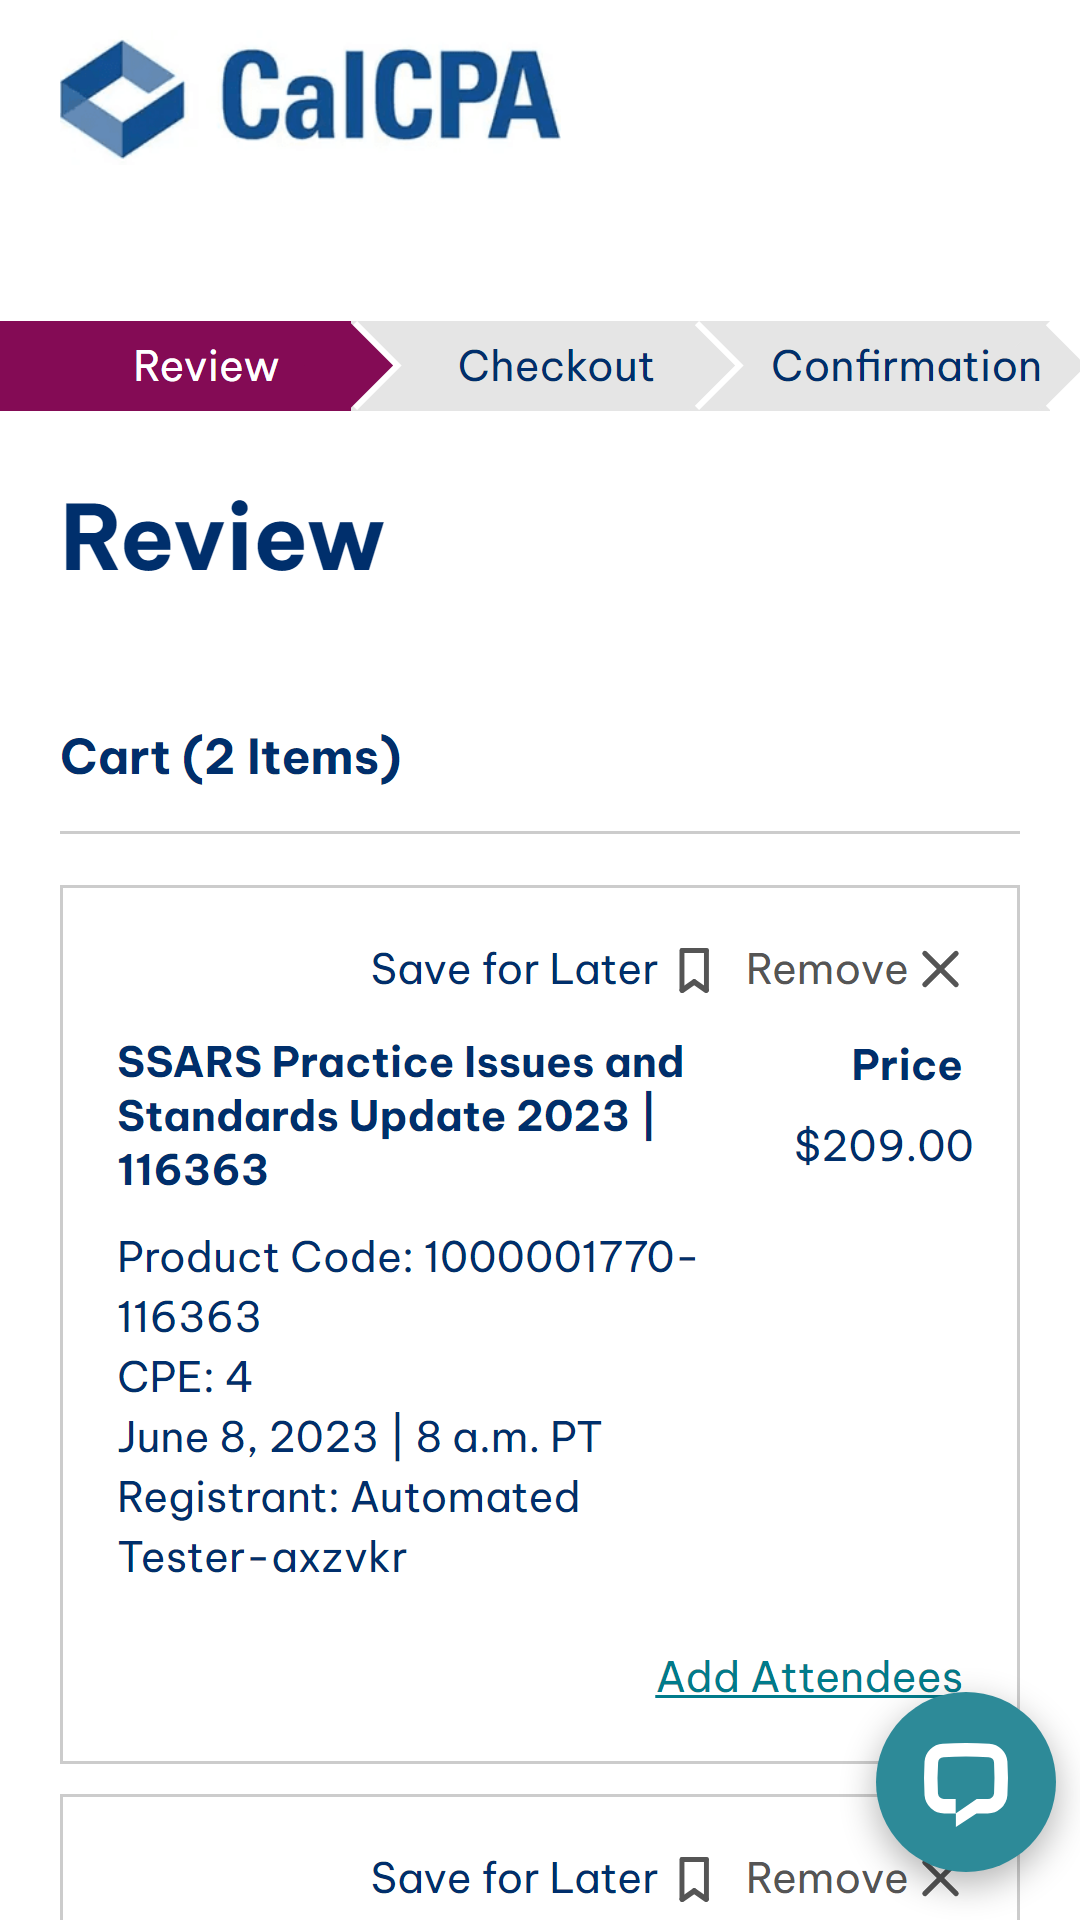 CalCPA
Review
Checkout
Confirmation
Review
Cart (2 Items)
Save for Later
Remove
SSARS Practice Issues and
Standards Update 2023 |
116363
Price
$209.00
Product Code: 1000001770-
116363
CPE: 4
June 8, 2023 | 8 a.m. PT
Registrant: Automated
Tester-axzvkr
Add Attendees
Save for Later
Remove